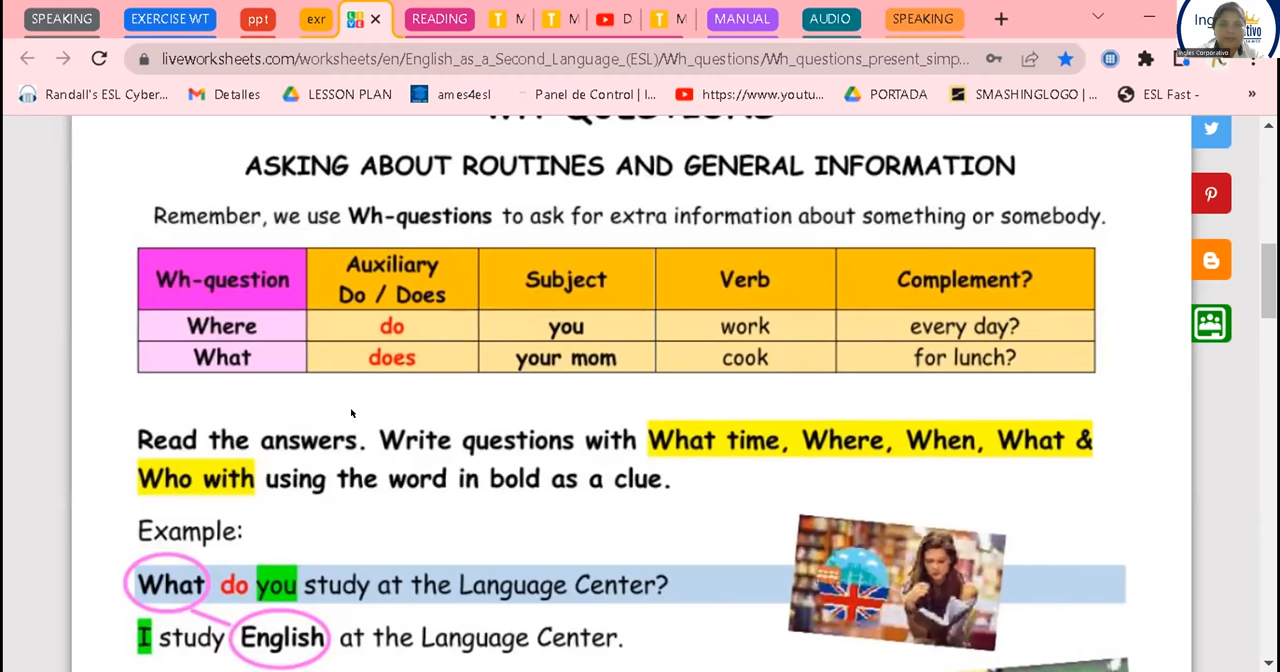 SPEAKING EXERCISE WT ppt exr READING M M D M MANUAL AUDIO SPEAKING
liveworksheets.com/worksheets/en/English_as_a_Second_Language_(ESL)/Wh_questions/Wh_questions_present_simp...
Randall's ESL Cyber... Detalles LESSON PLAN ames4esl Panel de Control | I... https://www.youtu... PORTADA SMASHINGLOGO | ... ESL Fast -
WH-QUESTIONS
ASKING ABOUT ROUTINES AND GENERAL INFORMATION
Remember, we use Wh-questions to ask for extra information about something or somebody.
Wh-question Auxiliary Do / Does Subject Verb Complement?
Where do you work every day?
What does your mom cook for lunch?
Read the answers. Write questions with What time, Where, When, What &
Who with using the word in bold as a clue.
Example:
What do you study at the Language Center?
I study English at the Language Center.